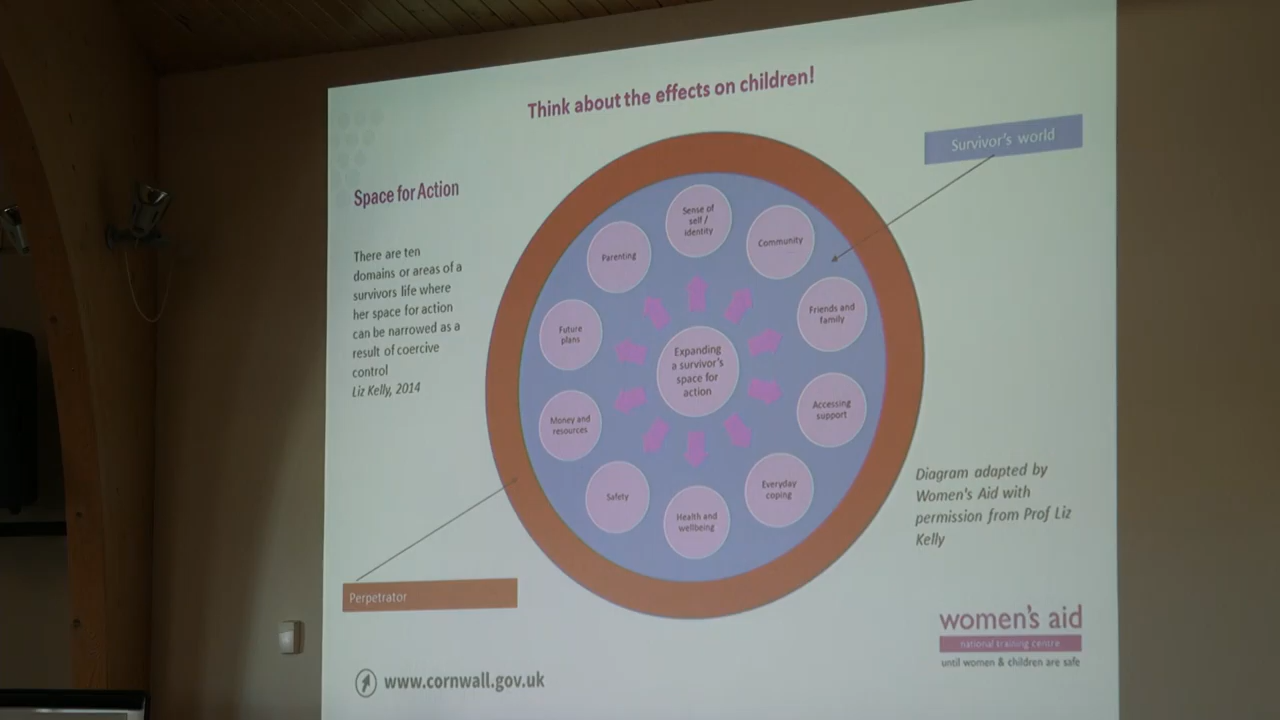 Think about the effects on children!
Survivor's world
Space for Action
There are ten
domains or areas of a
survivors life where
her space for action
can be narrowed as a
result of coercive
control
Liz Kelly, 2014
Sense of
self /
identity
Community
Friends and
family
Accessing
support
Everyday
coping
Health and
wellbeing
Safety
Money and
resources
Future
plans
Parenting
Expanding
a survivor's
space for
action
Diagram adapted by
Women's Aid with
permission from Prof Liz
Kelly
Perpetrator
women's aid
national training centre
until women & children are safe
www.cornwall.gov.uk